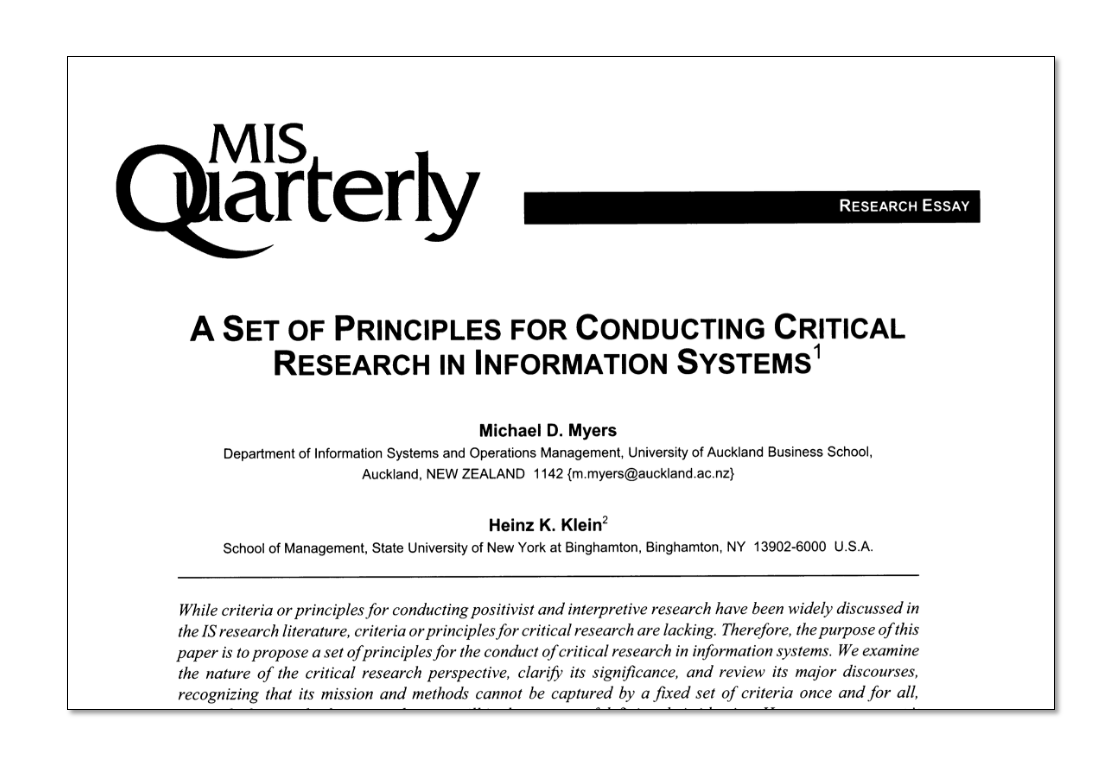 MIS
Quarterly
RESEARCH ESSAY
A SET OF PRINCIPLES FOR CONDUCTING CRITICAL
RESEARCH IN INFORMATION SYSTEMS1
Michael D. Myers
Department of Information Systems and Operations Management, University of Auckland Business School,
Auckland, NEW ZEALAND 1142 {m.myers@auckland.ac.nz}
Heinz K. Klein2
School of Management, State University of New York at Binghamton, Binghamton, NY 13902-6000 U.S.A.
While criteria or principles for conducting positivist and interpretive research have been widely discussed in
the IS research literature, criteria or principles for critical research are lacking. Therefore, the purpose of this
paper is to propose a set of principles for the conduct of critical research in information systems. We examine
the nature of the critical research perspective, clarify its significance, and review its major discourses,
recognizing that its mission and methods cannot be captured by a fixed set of criteria once and for all,